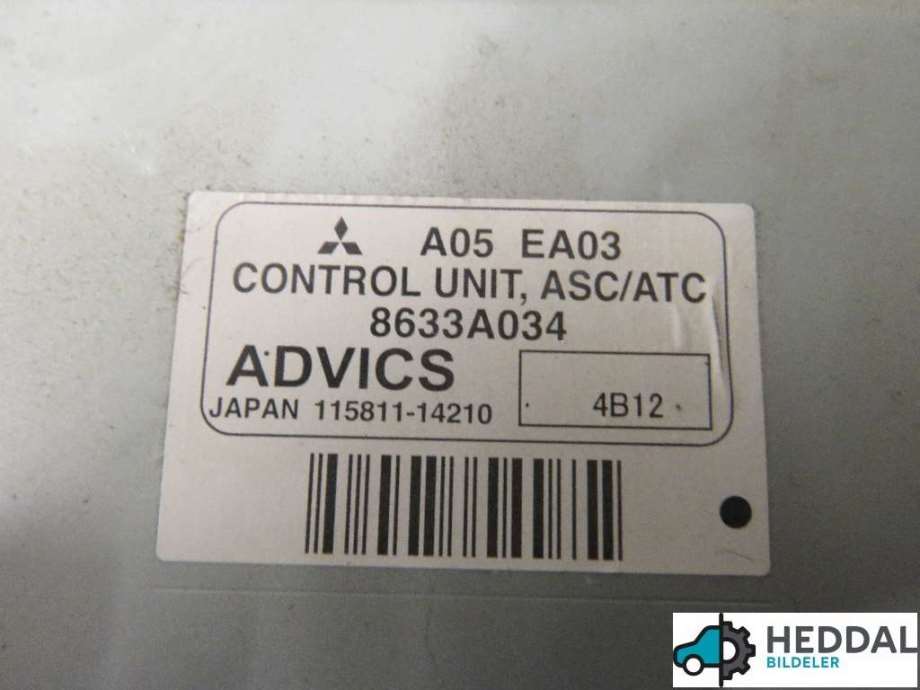 A05 EA03
CONTROL UNIT, ASC/ATC
8633A034
ADVICS
JAPAN 115811-14210
4B12
HEDDAL
BILDELER